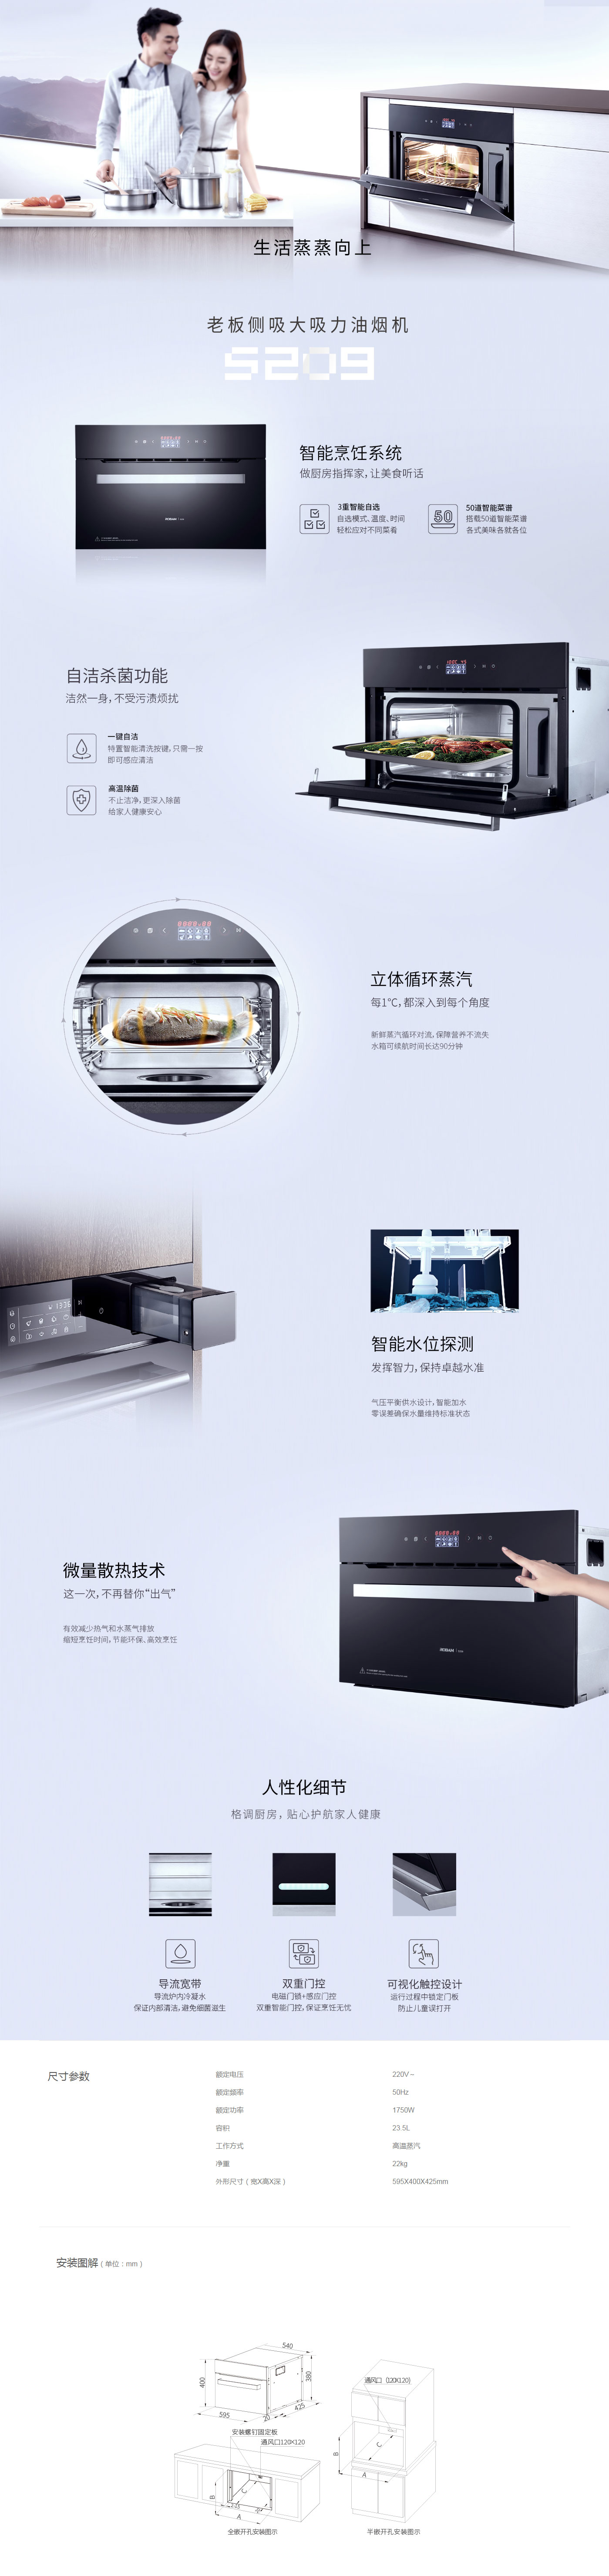 生活蒸蒸向上
老板侧吸大吸力油烟机
S209
智能烹饪系统
做厨房指挥家,让美食听话
3重智能自选
自选模式、温度、时间
轻松应对不同菜肴
50
50道智能菜谱
搭载50道智能菜谱
各式美味各就各位
ROBAM
自洁杀菌功能
洁然一身,不受污渍烦扰
一键自洁
特置智能清洗按键,只需一按
即可感应清洁
高温除菌
不止洁净,更深入除菌
给家人健康安心
立体循环蒸汽
每1℃,都深入到每个角度
新鲜蒸汽循环对流,保障营养不流失
水箱可续航时间长达90分钟
智能水位探测
发挥智力,保持卓越水准
气压平衡供水设计,智能加水
零误差确保水量维持标准状态
微量散热技术
这一次,不再替你“出气”
有效减少热气和水蒸气排放
缩短烹饪时间,节能环保、高效烹饪
ROBAM
人性化细节
格调厨房，贴心护航家人健康
导流宽带
导流炉内冷凝水
保证内部清洁,避免细菌滋生
双重门控
电磁门锁+感应门控
双重智能门控,保证烹饪无忧
可视化触控设计
运行过程中锁定门板
防止儿童误打开
尺寸参数
额定电压 220V～
额定频率 50Hz
额定功率 1750W
容积 23.5L
工作方式 高温蒸汽
净重 22kg
外形尺寸（宽X高X深） 595X400X425mm
安装图解（单位：mm）
540
400
380
595
20
425
安装螺钉固定板
通风口120×120
B
C
A
全嵌开孔安装图示
通风口（120X120）
B
C
A
半嵌开孔安装图示